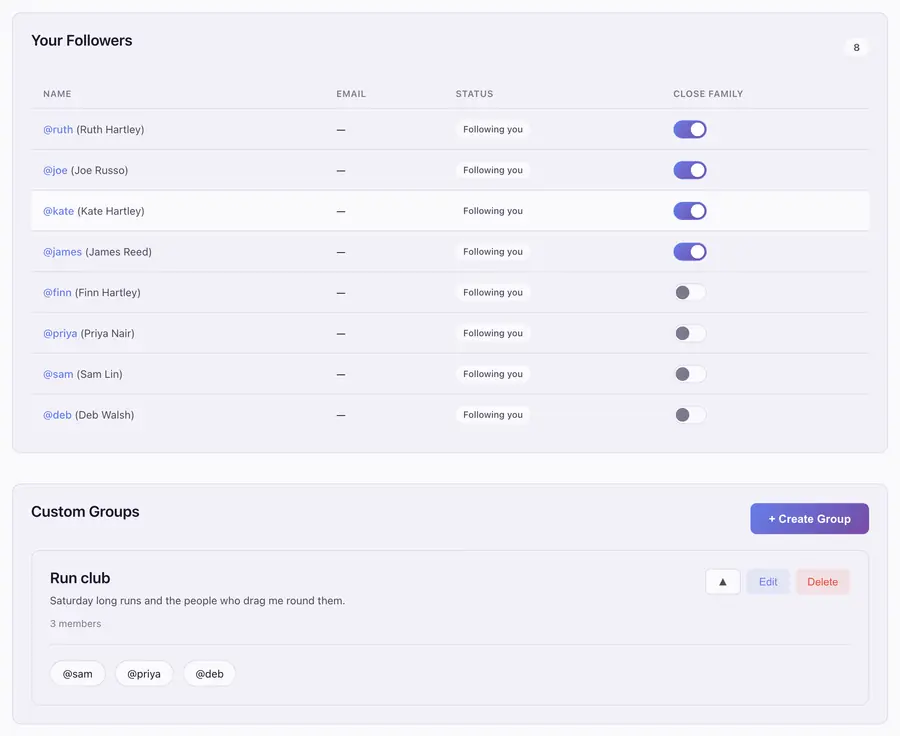 Your Followers
8
NAME EMAIL STATUS CLOSE FAMILY
@ruth (Ruth Hartley) — Following you
@joe (Joe Russo) — Following you
@kate (Kate Hartley) — Following you
@james (James Reed) — Following you
@finn (Finn Hartley) — Following you
@priya (Priya Nair) — Following you
@sam (Sam Lin) — Following you
@deb (Deb Walsh) — Following you
Custom Groups
+ Create Group
Run club
▲ Edit Delete
Saturday long runs and the people who drag me round them.
3 members
@sam @priya @deb